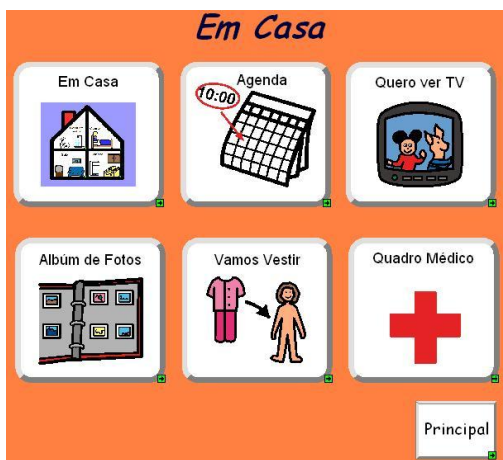 Em Casa
Em Casa
Agenda
10:00
Quero ver TV
Albúm de Fotos
Vamos Vestir
Quadro Médico
Principal